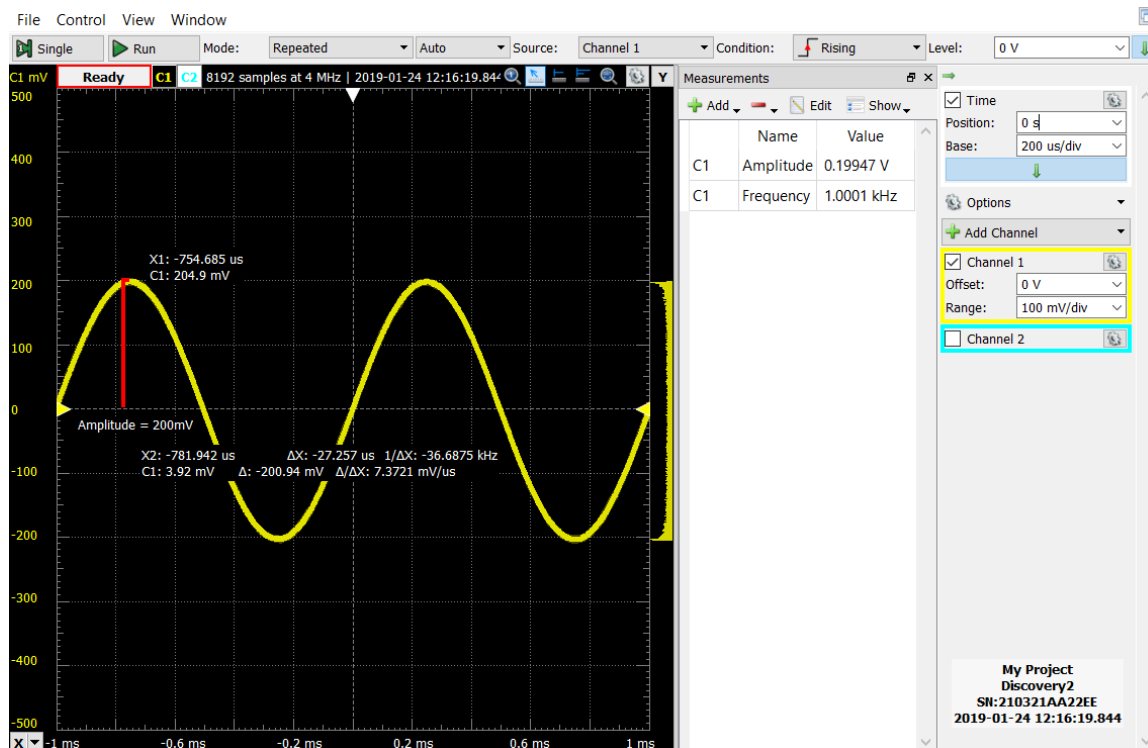 File Control View Window
Single Run Mode: Repeated Auto Source: Channel 1 Condition: Rising Level: 0 V
C1 mV Ready C1 C2 8192 samples at 4 MHz | 2019-01-24 12:16:19.844 Y
500
400
300
200
100
0
-100
-200
-300
-400
-500
X1: -754.685 us
C1: 204.9 mV
Amplitude = 200mV
X2: -781.942 us ΔX: -27.257 us 1/ΔX: -36.6875 kHz
C1: 3.92 mV Δ: -200.94 mV Δ/ΔX: 7.3721 mV/us
X -1 ms -0.6 ms -0.2 ms 0.2 ms 0.6 ms 1 ms
Measurements
Add Edit Show
Name Value
C1 Amplitude 0.19947 V
C1 Frequency 1.0001 kHz
Time
Position: 0 s
Base: 200 us/div
Options
Add Channel
Channel 1
Offset: 0 V
Range: 100 mV/div
Channel 2
My Project
Discovery2
SN:210321AA22EE
2019-01-24 12:16:19.844